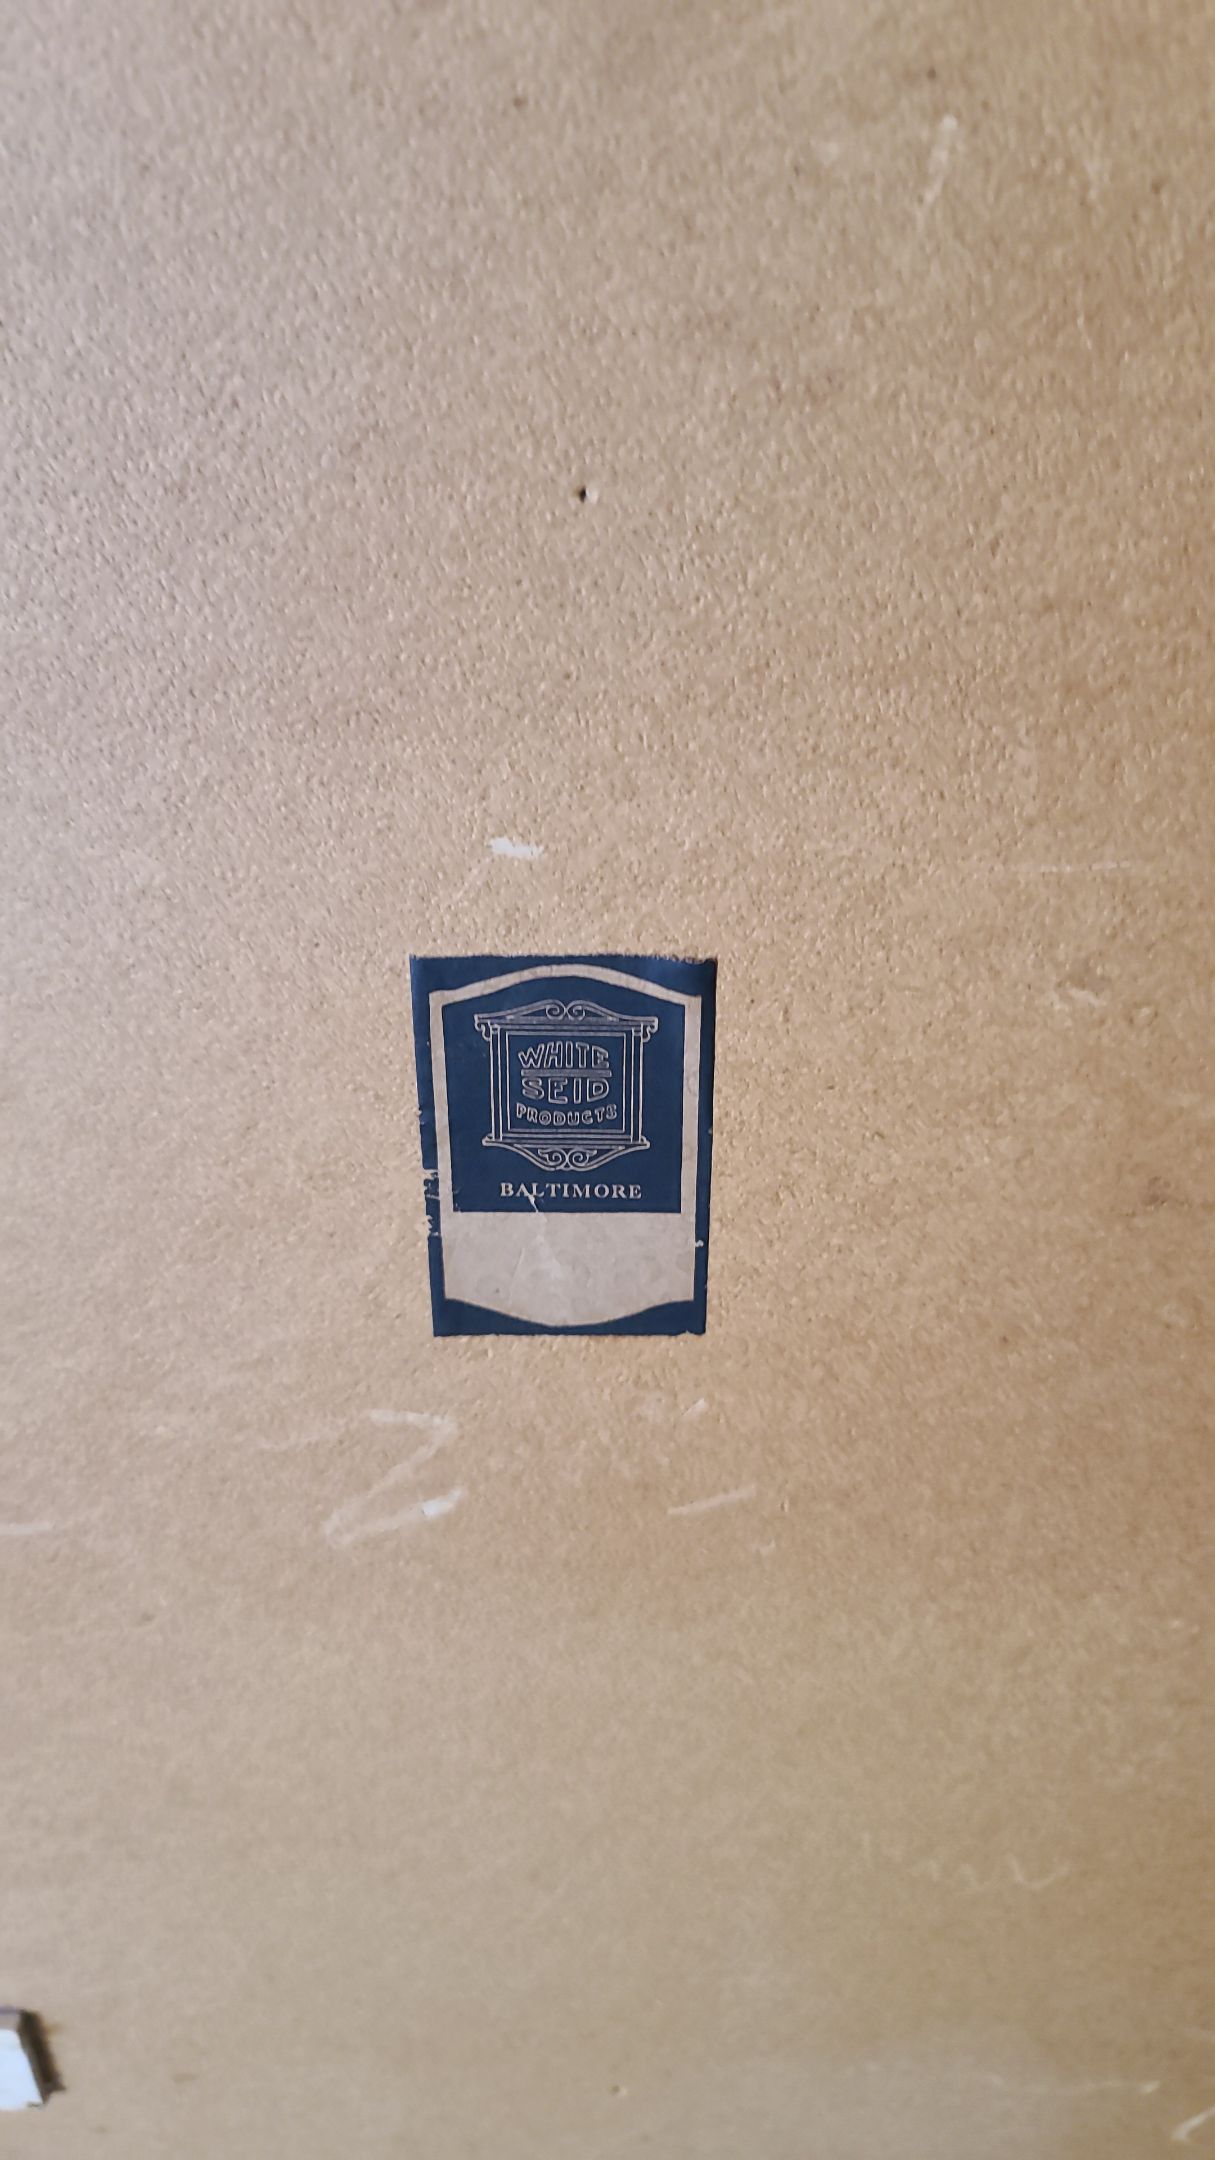 WHITE
SEID
PRODUCTS
BALTIMORE